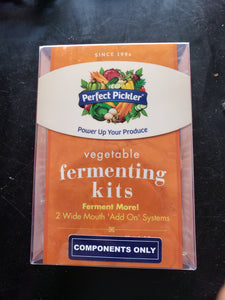 SINCE 1996
Perfect Pickler®
Power Up Your Produce
vegetable
fermenting
kits
Ferment More!
2 Wide Mouth 'Add On' Systems
COMPONENTS ONLY